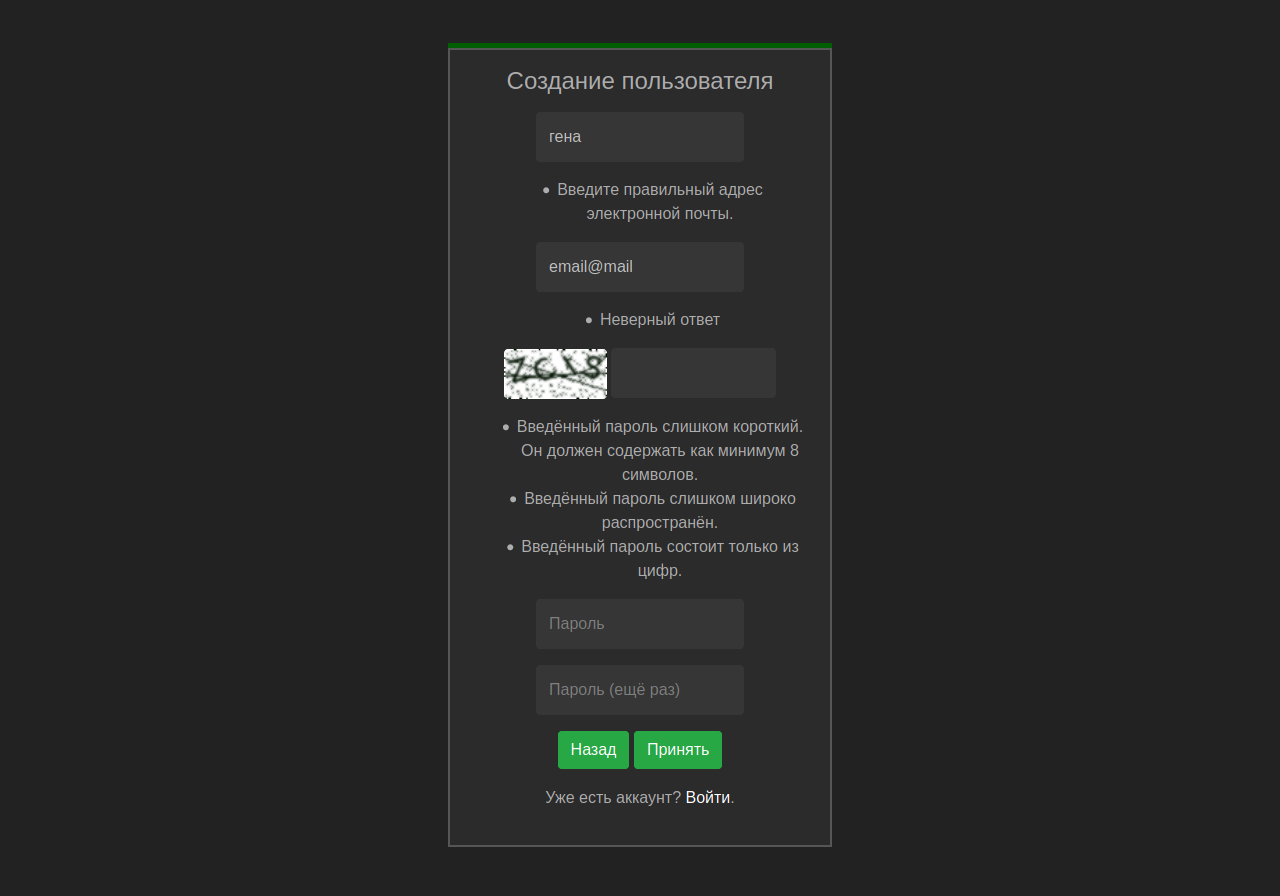 Создание пользователя
гена
Введите правильный адрес
электронной почты.
email@mail
Неверный ответ
Введённый пароль слишком короткий.
Он должен содержать как минимум 8
символов.
Введённый пароль слишком широко
распространён.
Введённый пароль состоит только из
цифр.
Пароль
Пароль (ещё раз)
Назад Принять
Уже есть аккаунт? Войти.